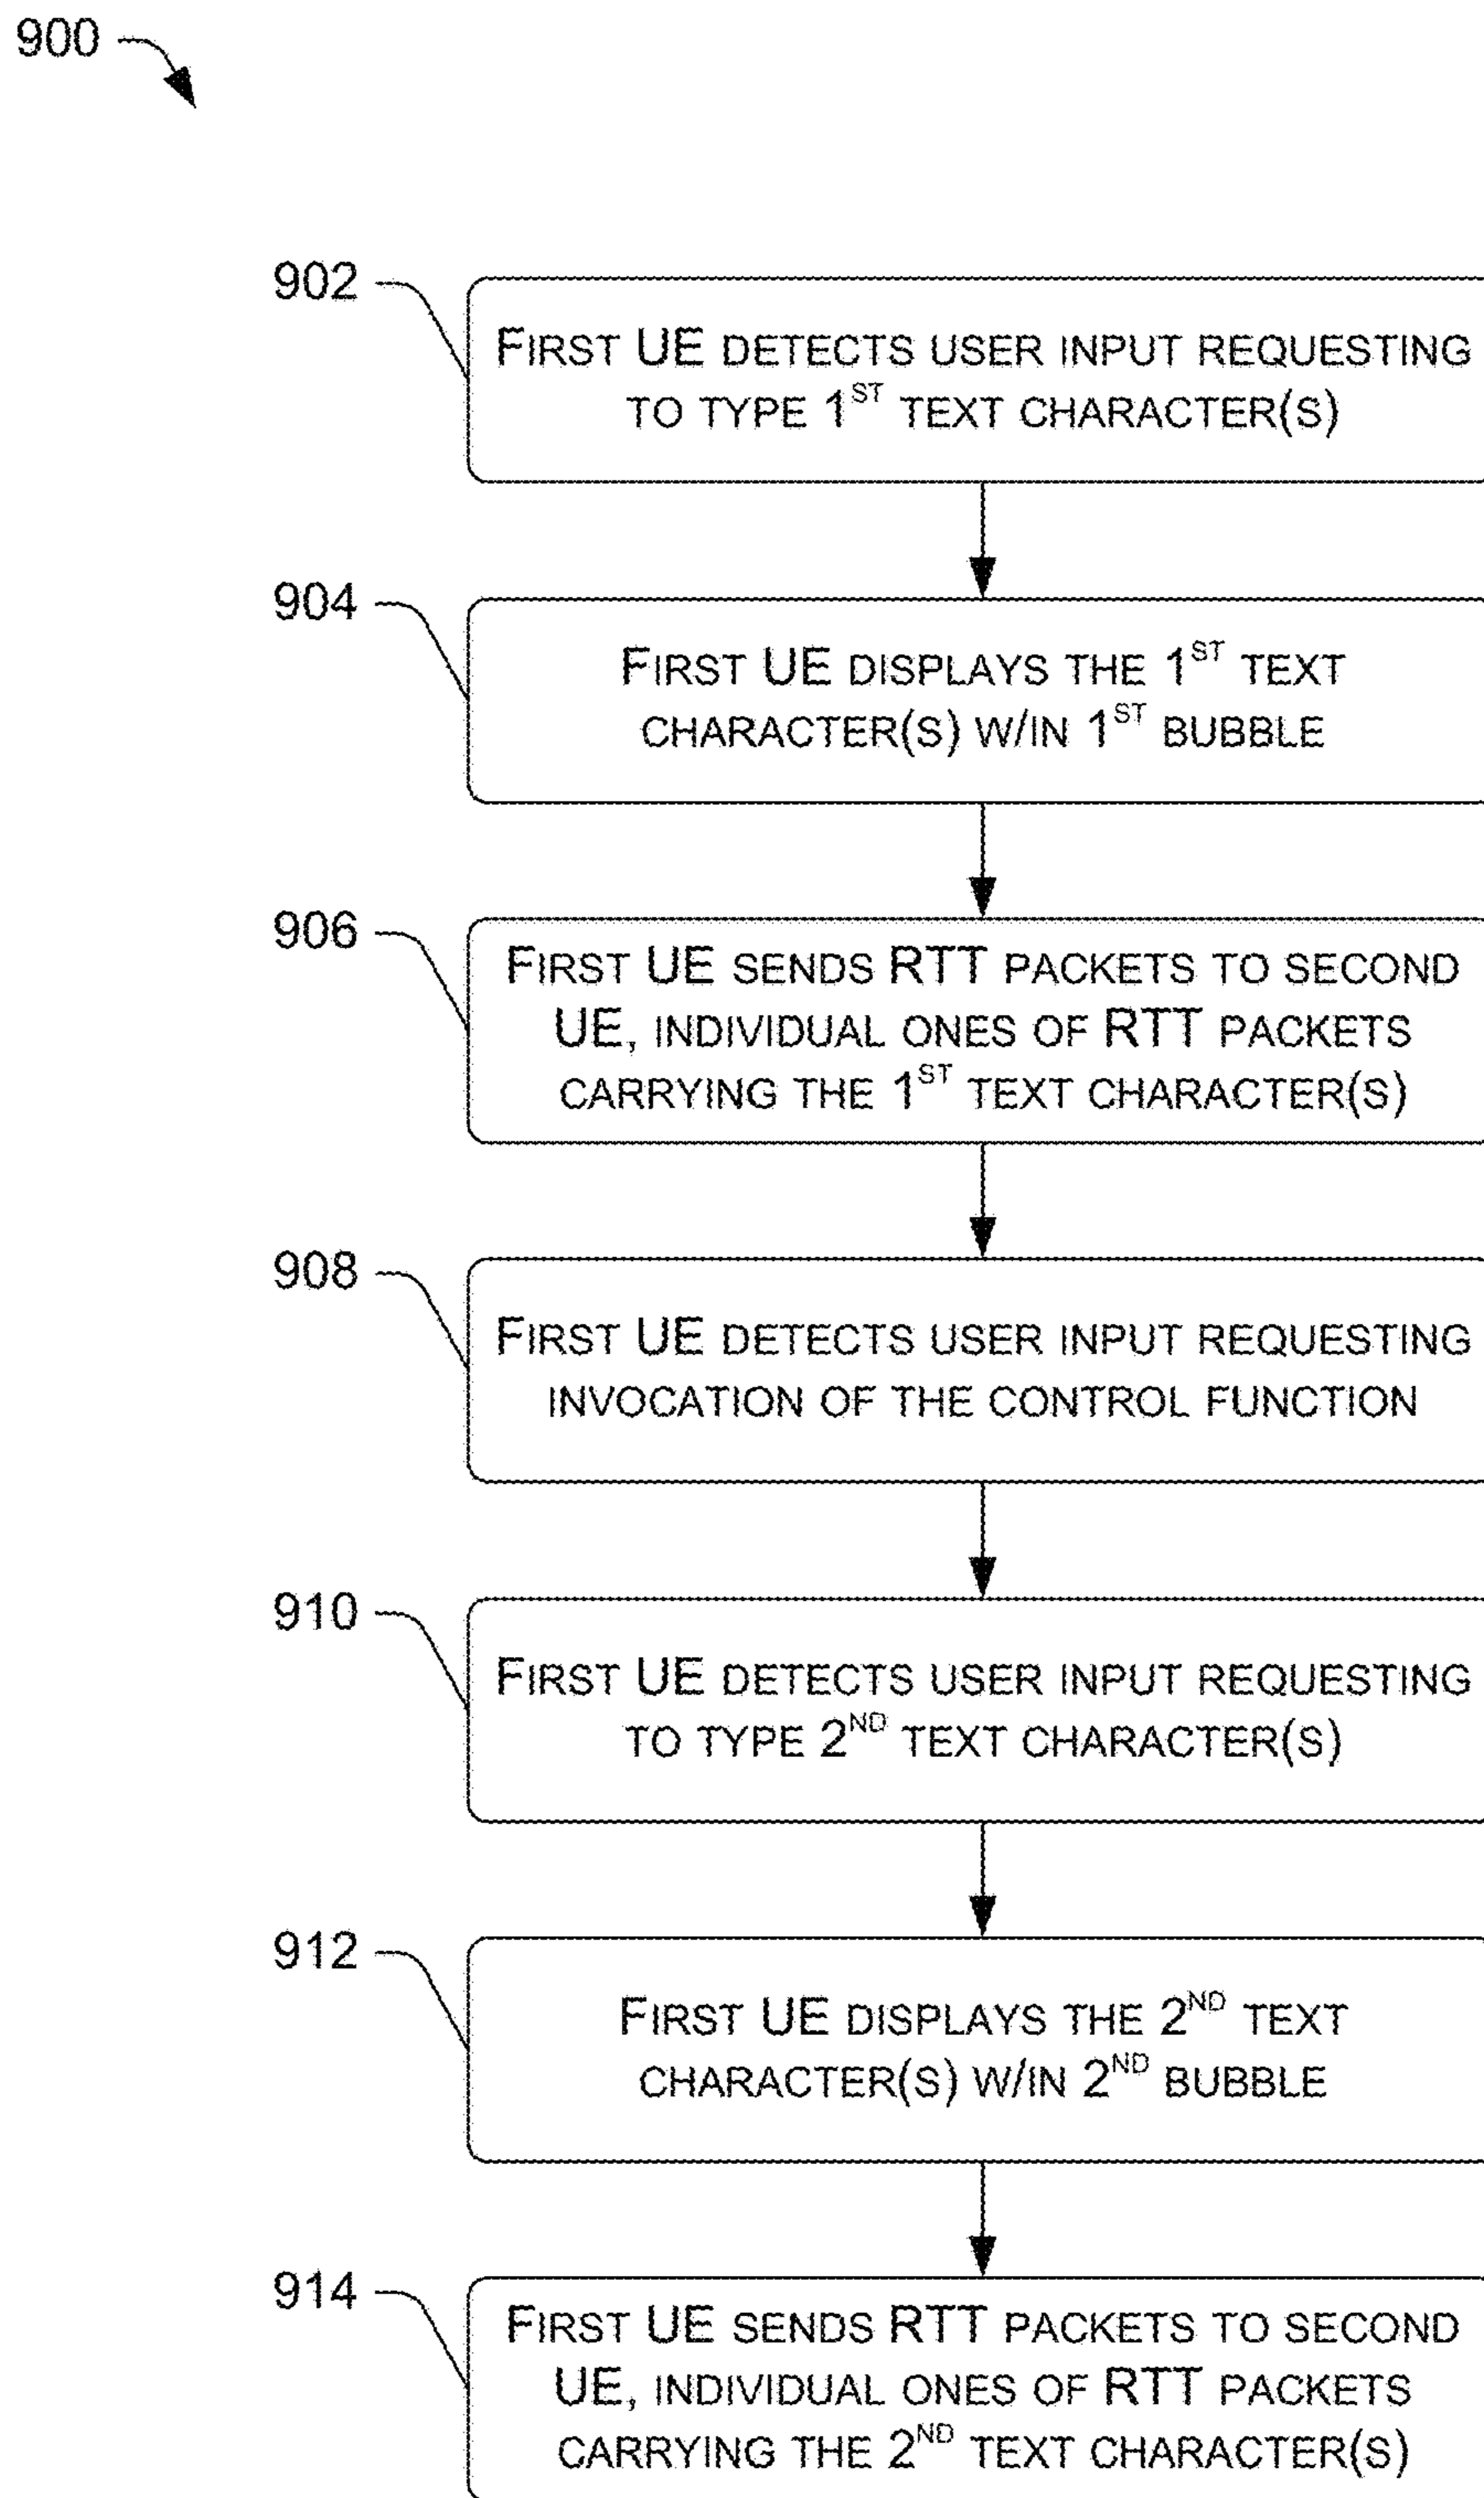 900
902
FIRST UE DETECTS USER INPUT REQUESTING
TO TYPE 1ST TEXT CHARACTER(S)
904
FIRST UE DISPLAYS THE 1ST TEXT
CHARACTER(S) W/IN 1ST BUBBLE
906
FIRST UE SENDS RTT PACKETS TO SECOND
UE, INDIVIDUAL ONES OF RTT PACKETS
CARRYING THE 1ST TEXT CHARACTER(S)
908
FIRST UE DETECTS USER INPUT REQUESTING
INVOCATION OF THE CONTROL FUNCTION
910
FIRST UE DETECTS USER INPUT REQUESTING
TO TYPE 2ND TEXT CHARACTER(S)
912
FIRST UE DISPLAYS THE 2ND TEXT
CHARACTER(S) W/IN 2ND BUBBLE
914
FIRST UE SENDS RTT PACKETS TO SECOND
UE, INDIVIDUAL ONES OF RTT PACKETS
CARRYING THE 2ND TEXT CHARACTER(S)